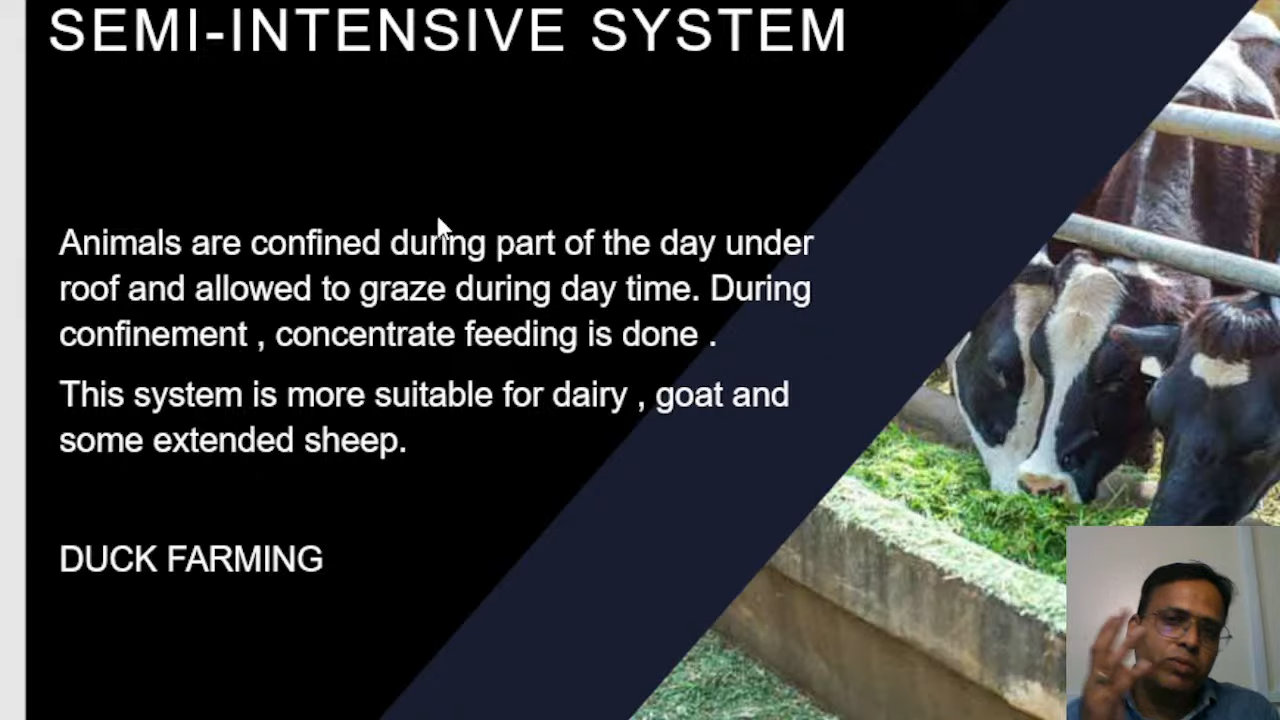 SEMI-INTENSIVE SYSTEM
Animals are confined during part of the day under
roof and allowed to graze during day time. During
confinement , concentrate feeding is done .
This system is more suitable for dairy , goat and
some extended sheep.
DUCK FARMING